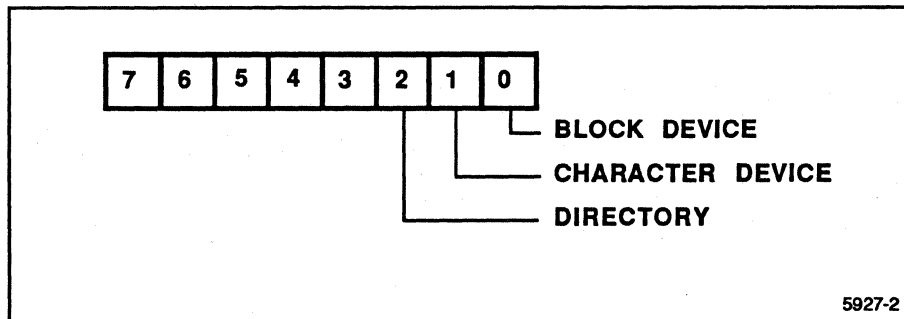 7 6 5 4 3 2 1 0
BLOCK DEVICE
CHARACTER DEVICE
DIRECTORY
5927-2